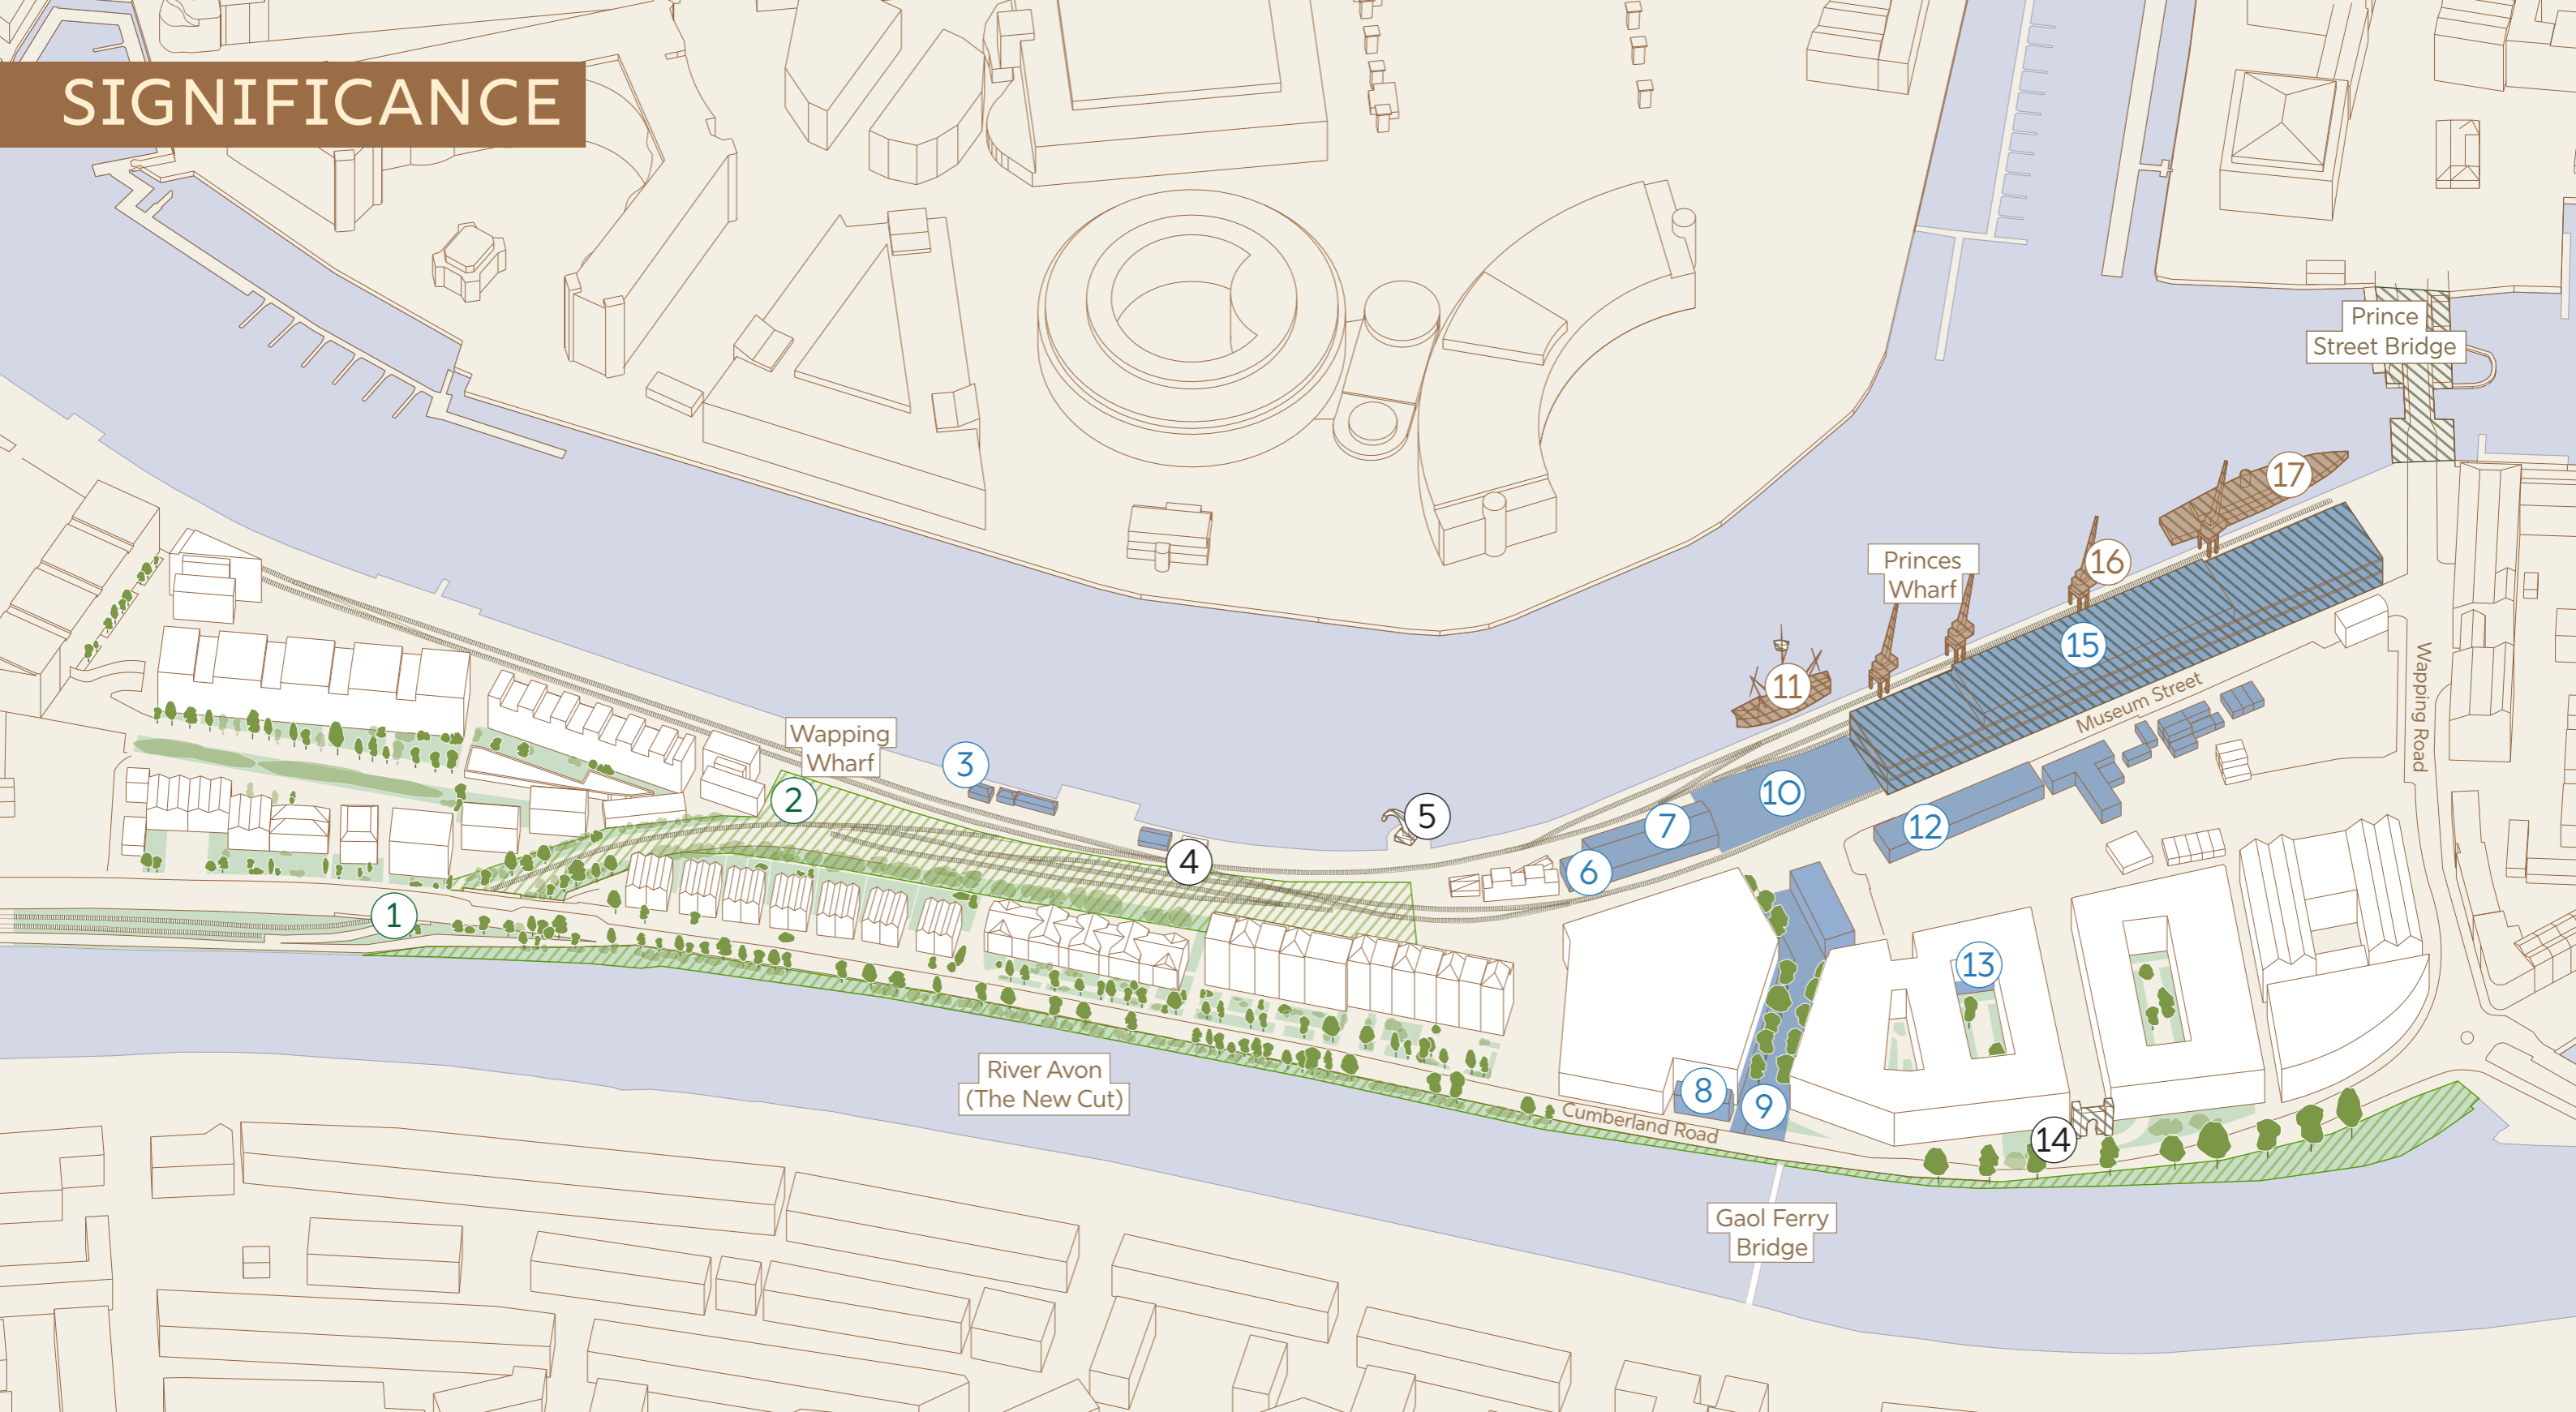 SIGNIFICANCE
Prince
Street Bridge
17
Princes
Wharf
16
15
11
Museum Street
Wapping Road
Wapping
Wharf
3
2
10
5
7
12
4
6
1
13
River Avon
(The New Cut)
8
9
Cumberland Road
14
Gaol Ferry
Bridge